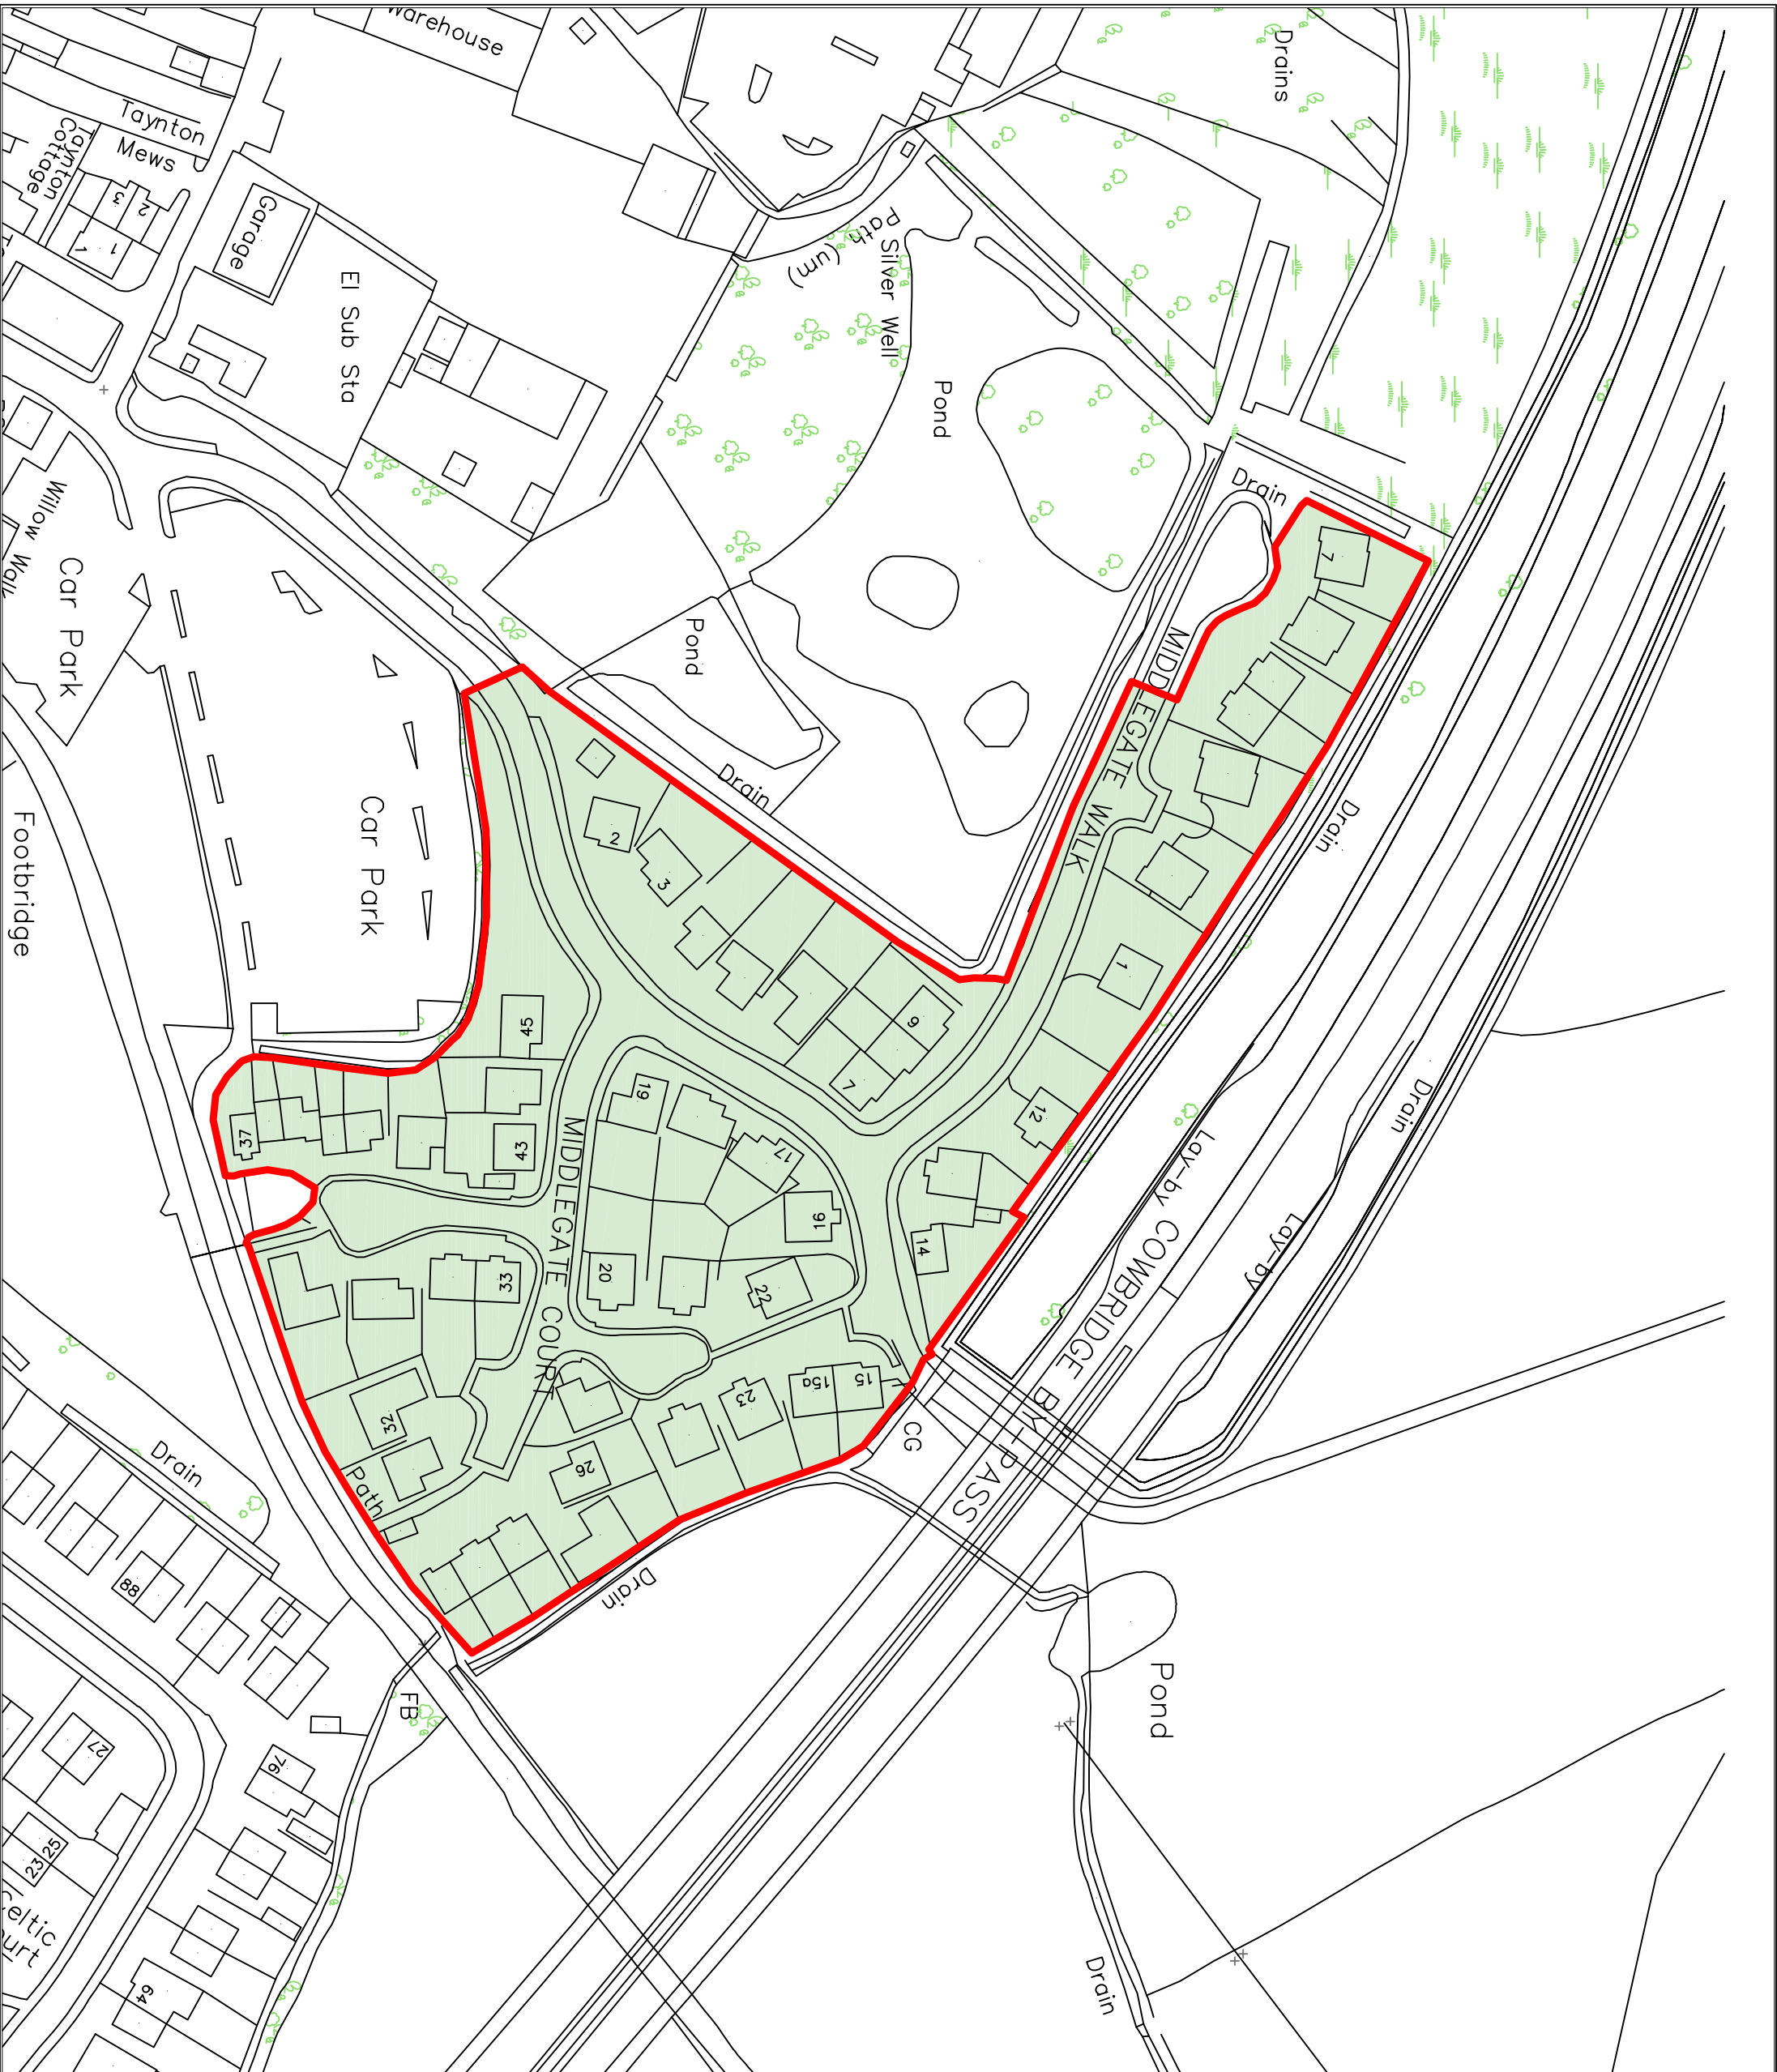 Warehouse
Drains
Taynton
Mews
Taynton
Cottage
3
2
1
Garage
El Sub Sta
Path (um)
Silver Well
Pond
Drain
7
Willow Walk
Car Park
Pond
MIDDLEGATE WALK
Drain
Drain
Car Park
Footbridge
2
3
1
9
7
45
19
12
Drain
37
43
17
16
14
MIDDLEGATE COURT
Lay-by
Lay-by
COWBRIDGE BY-PASS
33
20
22
15a
15
23
CG
32
26
Path
Drain
Drain
88
FB
Pond
27
76
25
23
64
Drain